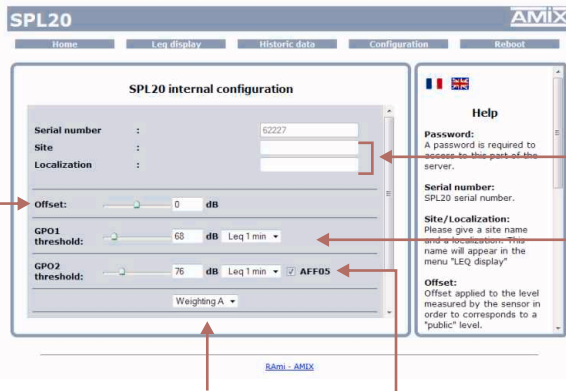 SPL20
AMIX
Home Leq display Historic data Configuration Reboot
SPL20 internal configuration
Serial number : 62227
Site :
Localization :
Offset: 0 dB
GPO1 threshold: 68 dB Leq 1 min
GPO2 threshold: 76 dB Leq 1 min AFF05
Weighting A
Help
Password:
A password is required to
access to this part of the
server.
Serial number:
SPL20 serial number.
Site/Localization:
Please give a site name
and a localization. This
name will appear in the
menu "LEQ display"
Offset:
Offset applied to the level
measured by the sensor in
order to corresponds to a
"public" level.
RAmi - AMIX